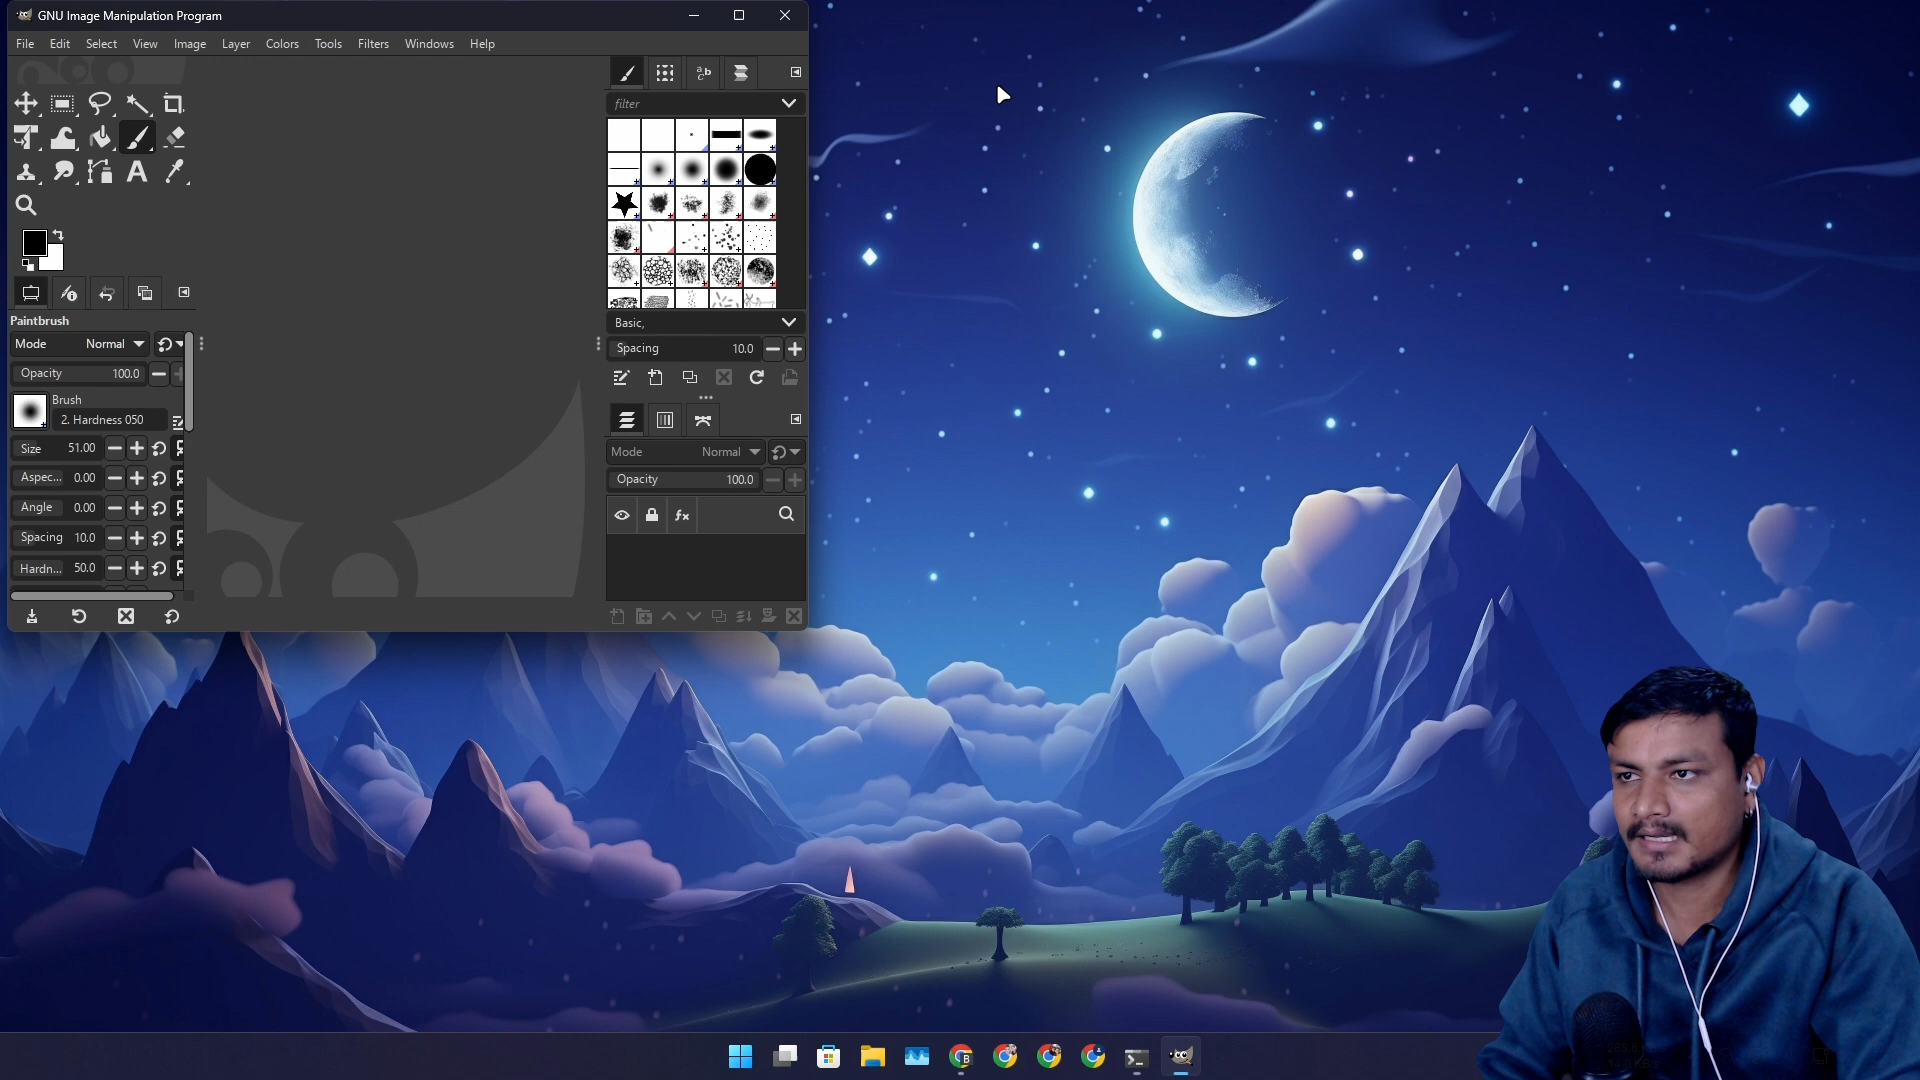 GNU Image Manipulation Program
File Edit Select View Image Layer Colors Tools Filters Windows Help
filter
Paintbrush
Mode Normal
Opacity 100.0
Brush
2. Hardness 050
Size 51.00
Aspec... 0.00
Angle 0.00
Spacing 10.0
Hardn... 50.0
Basic,
Spacing 10.0
Mode Normal
Opacity 100.0